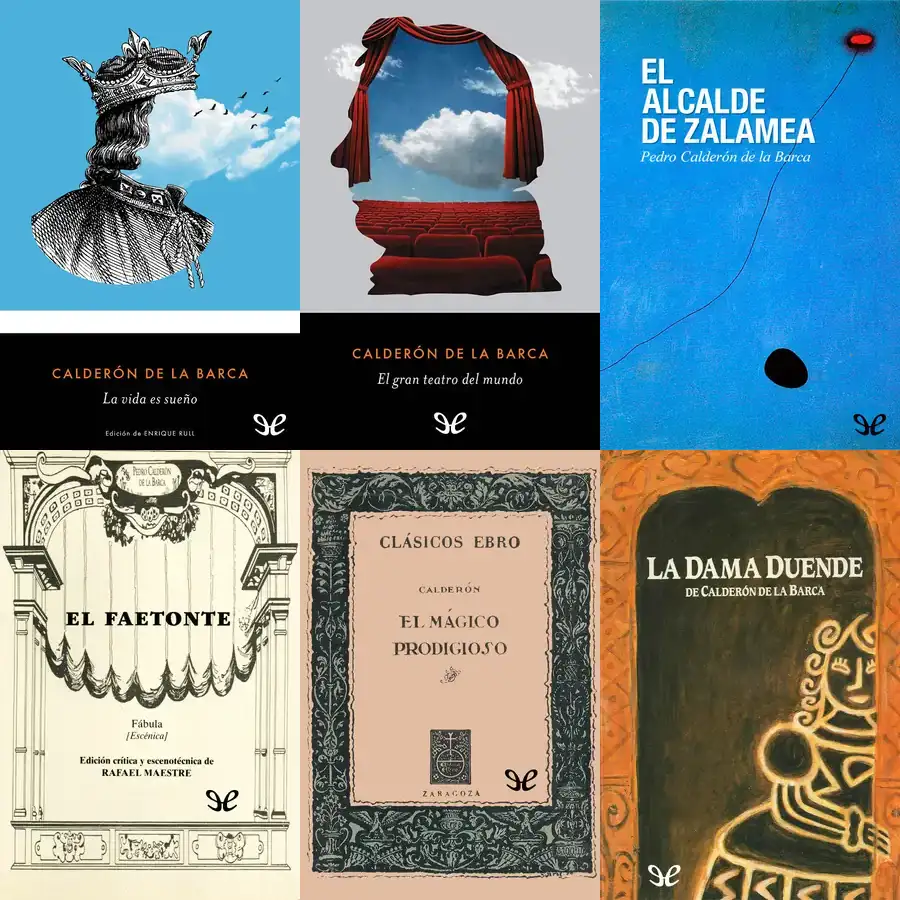 CALDERÓN DE LA BARCA
La vida es sueño
Edición de ENRIQUE RULL
CALDERÓN DE LA BARCA
El gran teatro del mundo
EL
ALCALDE
DE ZALAMEA
Pedro Calderón de la Barca
PEDRO CALDERÓN
DE LA BARCA
EL FAETONTE
Fábula
[Escénica]
Edición crítica y escenotécnica de
RAFAEL MAESTRE
CLÁSICOS EBRO
CALDERÓN
EL MÁGICO
PRODIGIOSO
ZARAGOZA
LA DAMA DUENDE
DE CALDERÓN DE LA BARCA